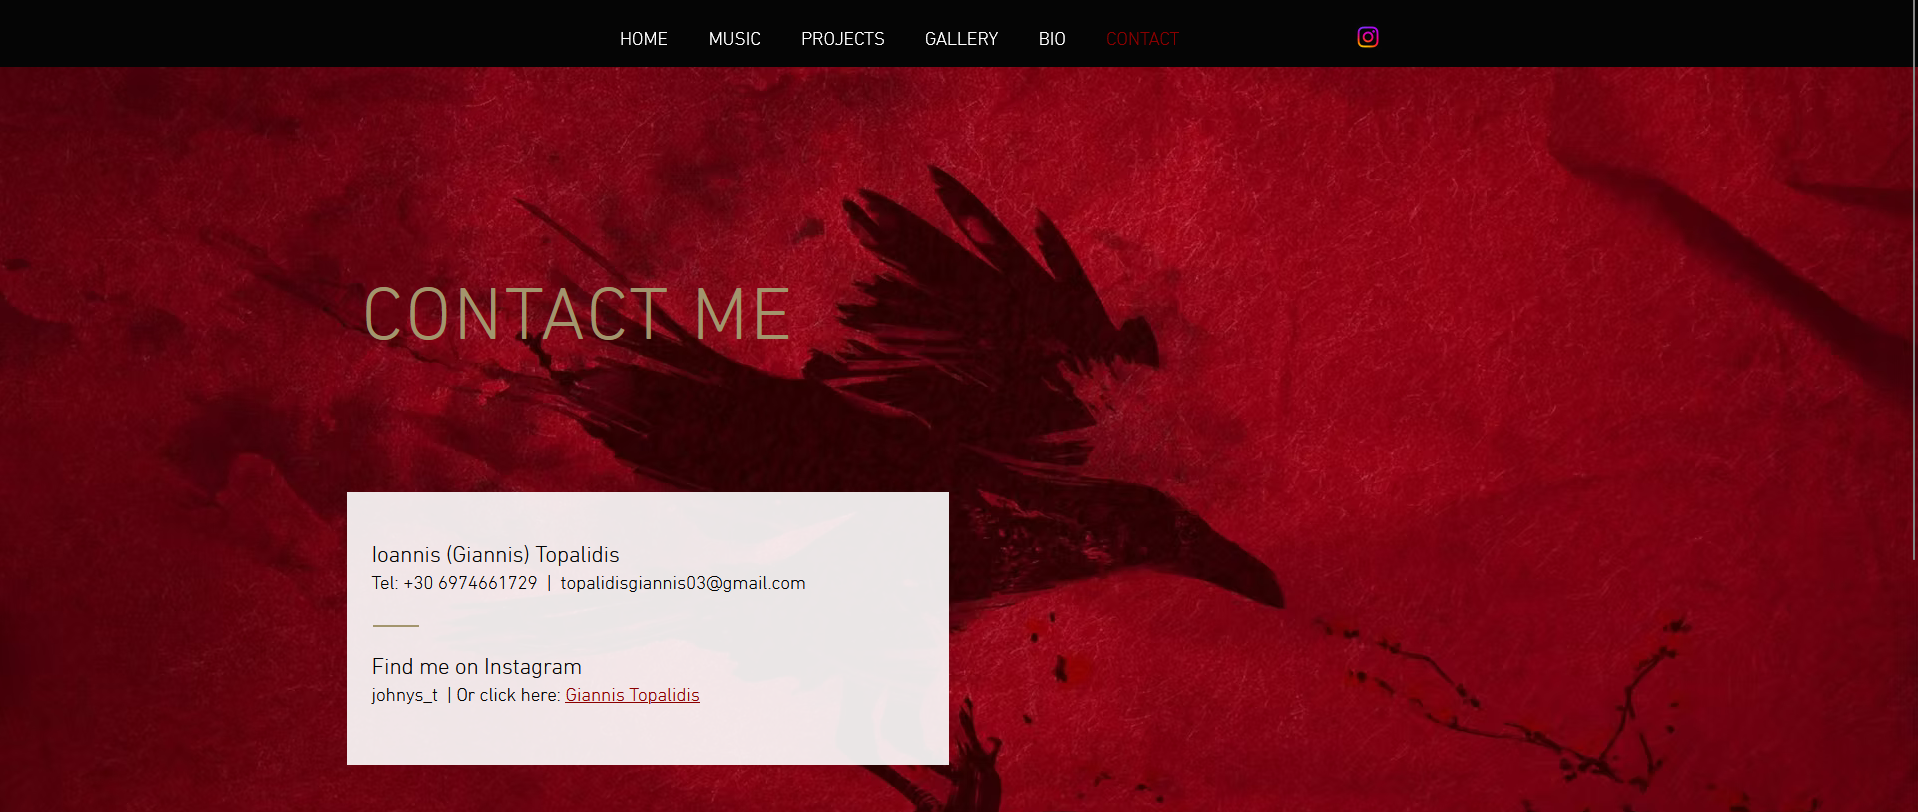 HOME MUSIC PROJECTS GALLERY BIO CONTACT
CONTACT ME
Ioannis (Giannis) Topalidis
Tel: +30 6974661729 | topalidisgiannis03@gmail.com
Find me on Instagram
johnys_t | Or click here: Giannis Topalidis